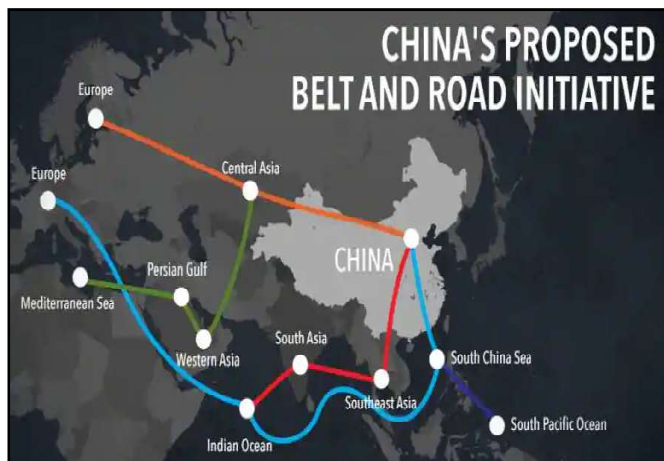 CHINA'S PROPOSED
BELT AND ROAD INITIATIVE
Europe
Europe
Central Asia
CHINA
Persian Gulf
Mediterranean Sea
Western Asia
South Asia
South China Sea
Southeast Asia
Indian Ocean
South Pacific Ocean